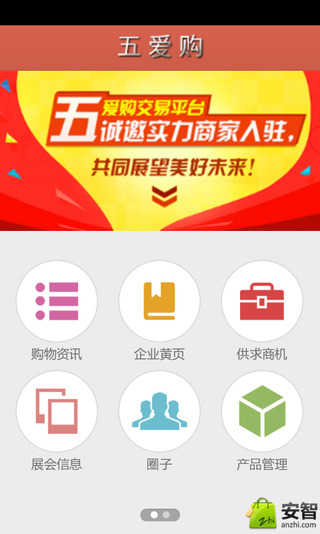 五爱购
五爱购交易平台
诚邀实力商家入驻,
共同展望美好未来!
购物资讯
企业黄页
供求商机
展会信息
圈子
产品管理
zhi
安智
anzhi.com